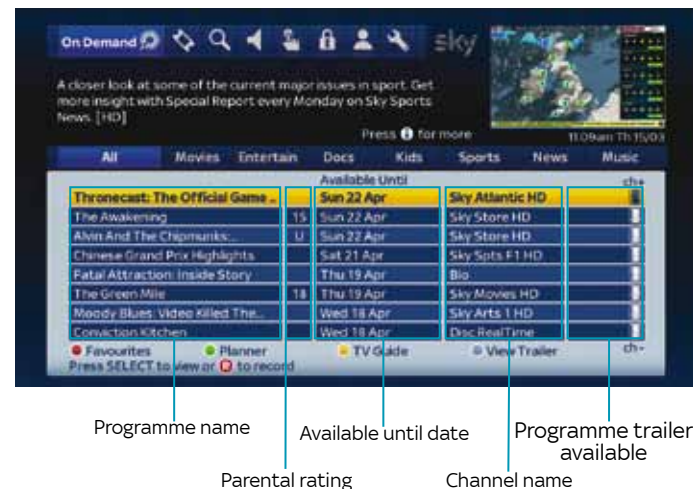 On Demand sky
A closer look at some of the current major issues in sport. Get
more insight with Special Report every Monday on Sky Sports
News. [HD]
Press i for more
11.09am Th 15/03
All Movies Entertain Docs Kids Sports News Music
Available Until ch+
Thronecast: The Official Game .. Sun 22 Apr Sky Atlantic HD
The Awakening 15 Sun 22 Apr Sky Store HD
Alvin And The Chipmunks:... U Sun 22 Apr Sky Store HD
Chinese Grand Prix Highlights Sat 21 Apr Sky Spts F1 HD
Fatal Attraction: Inside Story Thu 19 Apr Bio
The Green Mile 18 Thu 19 Apr Sky Movies HD
Moody Blues: Video Killed The... Wed 18 Apr Sky Arts 1 HD
Conviction Kitchen Wed 18 Apr Disc.RealTime
Favourites Planner TV Guide View Trailer ch-
Press SELECT to view or R to record
Programme name
Available until date
Programme trailer
available
Parental rating
Channel name